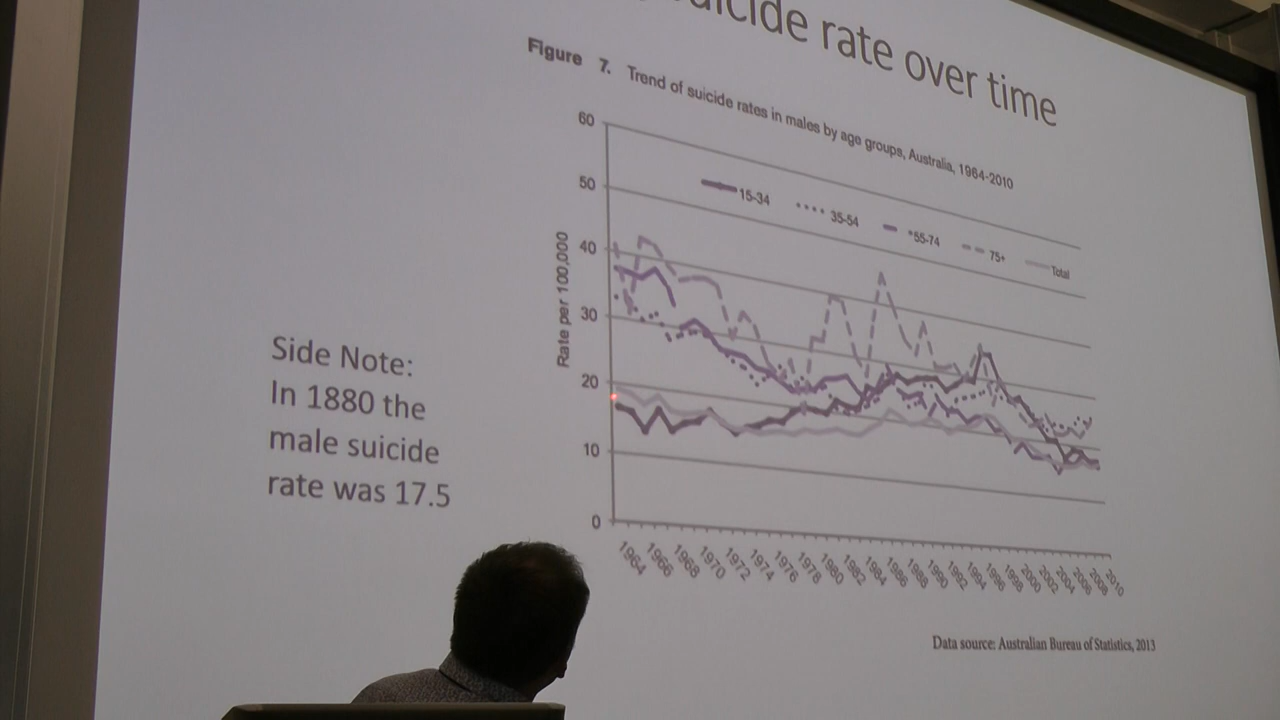 suicide rate over time
Figure 7. Trend of suicide rates in males by age groups, Australia, 1964-2010
60
50
40
30
20
10
0
Rate per 100,000
15-34
35-54
*55-74
75+
Total
1964 1966 1968 1970 1972 1974 1976 1978 1980 1982 1984 1986 1988 1990 1992 1994 1996 1998 2000 2002 2004 2006 2008 2010
Side Note:
In 1880 the
male suicide
rate was 17.5
Data source: Australian Bureau of Statistics, 2013